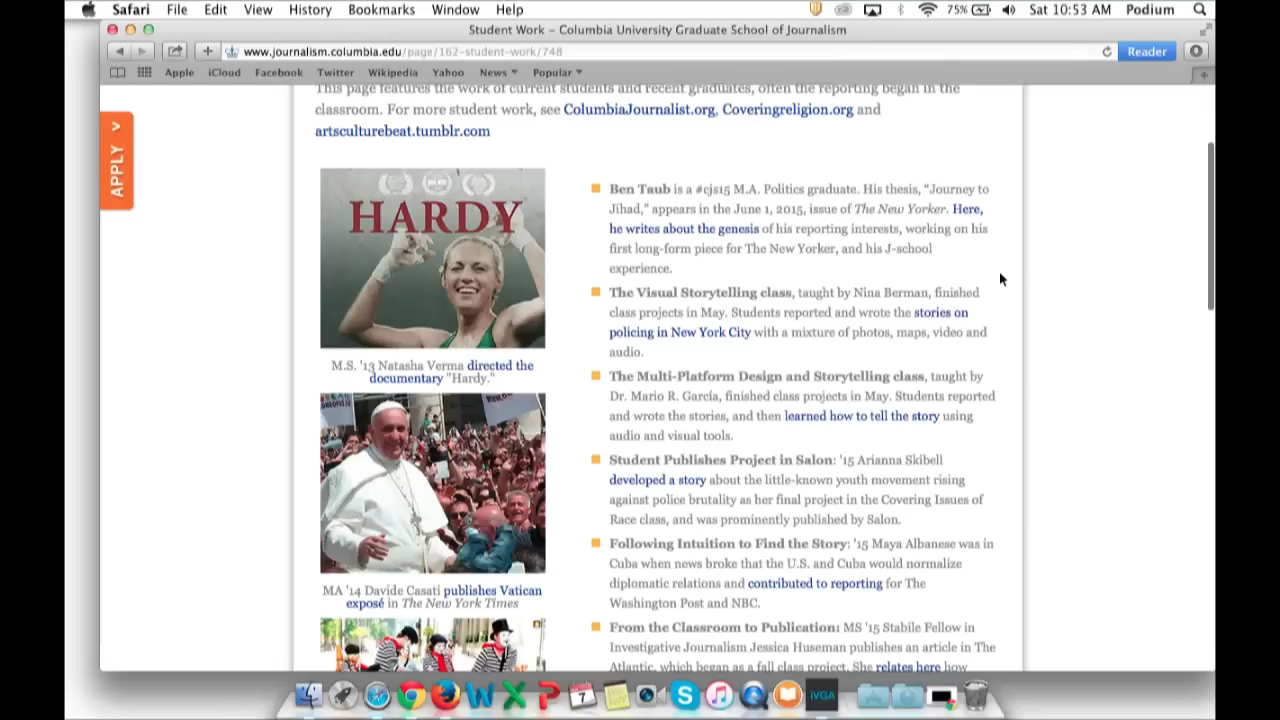 Safari File Edit View History Bookmarks Window Help 75% Sat 10:53 AM Podium
Student Work – Columbia University Graduate School of Journalism
www.journalism.columbia.edu/page/162-student-work/748
Reader
Apple iCloud Facebook Twitter Wikipedia Yahoo News Popular
This page features the work of current students and recent graduates, often the reporting began in the
classroom. For more student work, see ColumbiaJournalist.org, Coveringreligion.org and
artsculturebeat.tumblr.com
APPLY >
HARDY
M.S. '13 Natasha Verma directed the
documentary "Hardy."
MA '14 Davide Casati publishes Vatican
exposé in The New York Times
Ben Taub is a #cjs15 M.A. Politics graduate. His thesis, "Journey to
Jihad," appears in the June 1, 2015, issue of The New Yorker. Here,
he writes about the genesis of his reporting interests, working on his
first long-form piece for The New Yorker, and his J-school
experience.
The Visual Storytelling class, taught by Nina Berman, finished
class projects in May. Students reported and wrote the stories on
policing in New York City with a mixture of photos, maps, video and
audio.
The Multi-Platform Design and Storytelling class, taught by
Dr. Mario R. García, finished class projects in May. Students reported
and wrote the stories, and then learned how to tell the story using
audio and visual tools.
Student Publishes Project in Salon: '15 Arianna Skibell
developed a story about the little-known youth movement rising
against police brutality as her final project in the Covering Issues of
Race class, and was prominently published by Salon.
Following Intuition to Find the Story: '15 Maya Albanese was in
Cuba when news broke that the U.S. and Cuba would normalize
diplomatic relations and contributed to reporting for The
Washington Post and NBC.
From the Classroom to Publication: MS '15 Stabile Fellow in
Investigative Journalism Jessica Huseman publishes an article in The
Atlantic, which began as a fall class project. She relates here how
7
IVGA